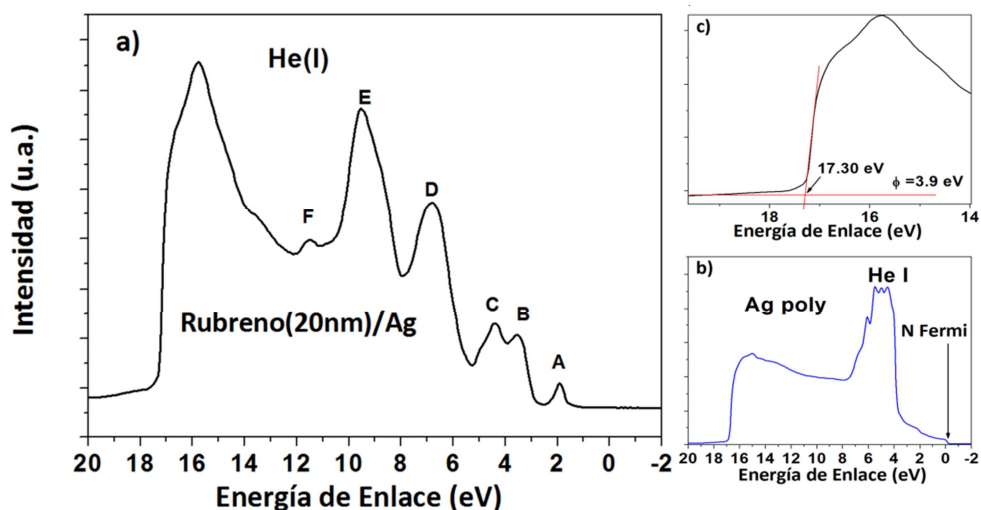 a)
He(I)
E
D
F
C
B
A
Rubreno(20nm)/Ag
Intensidad (u.a.)
20 18 16 14 12 10 8 6 4 2 0 -2
Energía de Enlace (eV)
c)
17.30 eV
ϕ =3.9 eV
18 16 14
Energía de Enlace (eV)
b)
He I
Ag poly
N Fermi
20 18 16 14 12 10 8 6 4 2 0 -2
Energía de Enlace (eV)